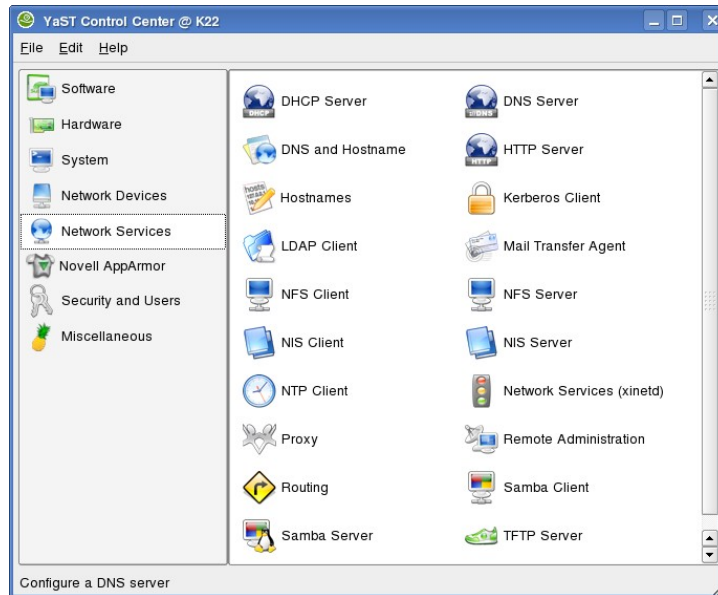 YaST Control Center @ K22
File Edit Help
Software
Hardware
System
Network Devices
Network Services
Novell AppArmor
Security and Users
Miscellaneous
DHCP Server
DNS Server
DNS and Hostname
HTTP Server
Hostnames
Kerberos Client
LDAP Client
Mail Transfer Agent
NFS Client
NFS Server
NIS Client
NIS Server
NTP Client
Network Services (xinetd)
Proxy
Remote Administration
Routing
Samba Client
Samba Server
TFTP Server
Configure a DNS server